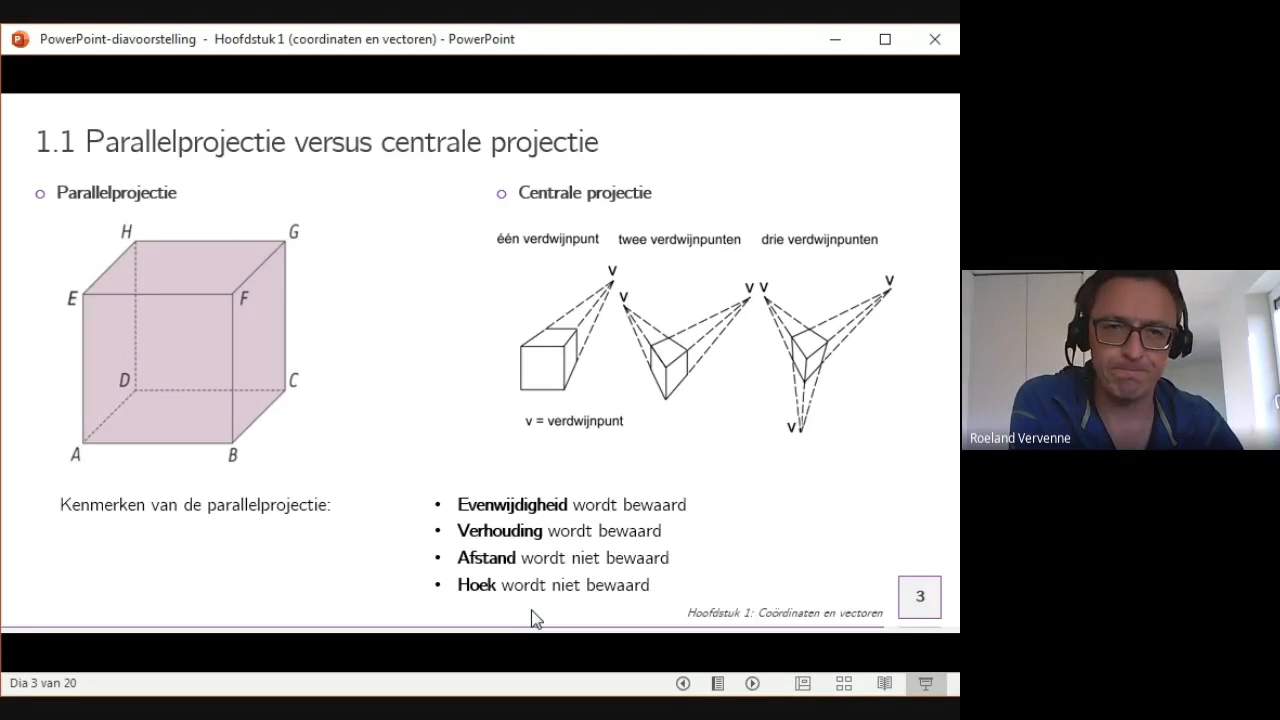 PowerPoint-diavoorstelling - Hoofdstuk 1 (coordinaten en vectoren) - PowerPoint
1.1 Parallelprojectie versus centrale projectie
Parallelprojectie
Centrale projectie
H
G
E
F
D
C
A
B
één verdwijnpunt
twee verdwijnpunten
drie verdwijnpunten
v
v
v
v
v
v
v = verdwijnpunt
Kenmerken van de parallelprojectie:
• Evenwijdigheid wordt bewaard
• Verhouding wordt bewaard
• Afstand wordt niet bewaard
• Hoek wordt niet bewaard
Hoofdstuk 1: Coördinaten en vectoren
3
Dia 3 van 20
Roeland Vervenne